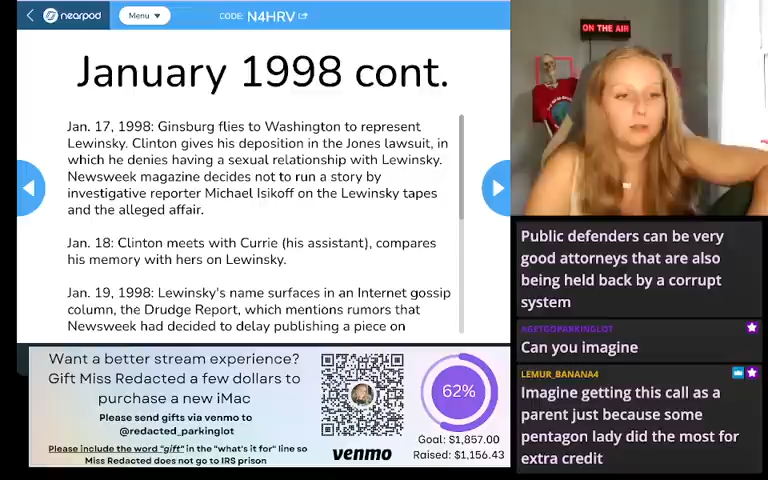 nearpod
Menu
CODE: N4HRV
ON THE AIR
January 1998 cont.
Jan. 17, 1998: Ginsburg flies to Washington to represent
Lewinsky. Clinton gives his deposition in the Jones lawsuit, in
which he denies having a sexual relationship with Lewinsky.
Newsweek magazine decides not to run a story by
investigative reporter Michael Isikoff on the Lewinsky tapes
and the alleged affair.
Jan. 18: Clinton meets with Currie (his assistant), compares
his memory with hers on Lewinsky.
Jan. 19, 1998: Lewinsky's name surfaces in an Internet gossip
column, the Drudge Report, which mentions rumors that
Newsweek had decided to delay publishing a piece on
Public defenders can be very
good attorneys that are also
being held back by a corrupt
system
AGETGOPARKINGLOT
Can you imagine
LEMUR_BANANA4
Imagine getting this call as a
parent just because some
pentagon lady did the most for
extra credit
Want a better stream experience?
Gift Miss Redacted a few dollars to
purchase a new iMac
Please send gifts via venmo to
@redacted_parkinglot
Please include the word "gift" in the "what's it for" line so
Miss Redacted does not go to IRS prison
venmo
62%
Goal: $1,857.00
Raised: $1,156.43